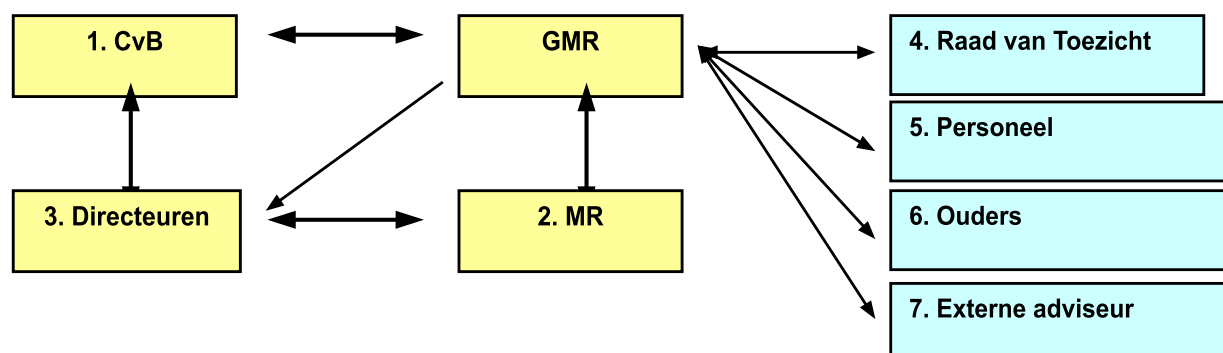 1. CvB
GMR
4. Raad van Toezicht
5. Personeel
3. Directeuren
2. MR
6. Ouders
7. Externe adviseur